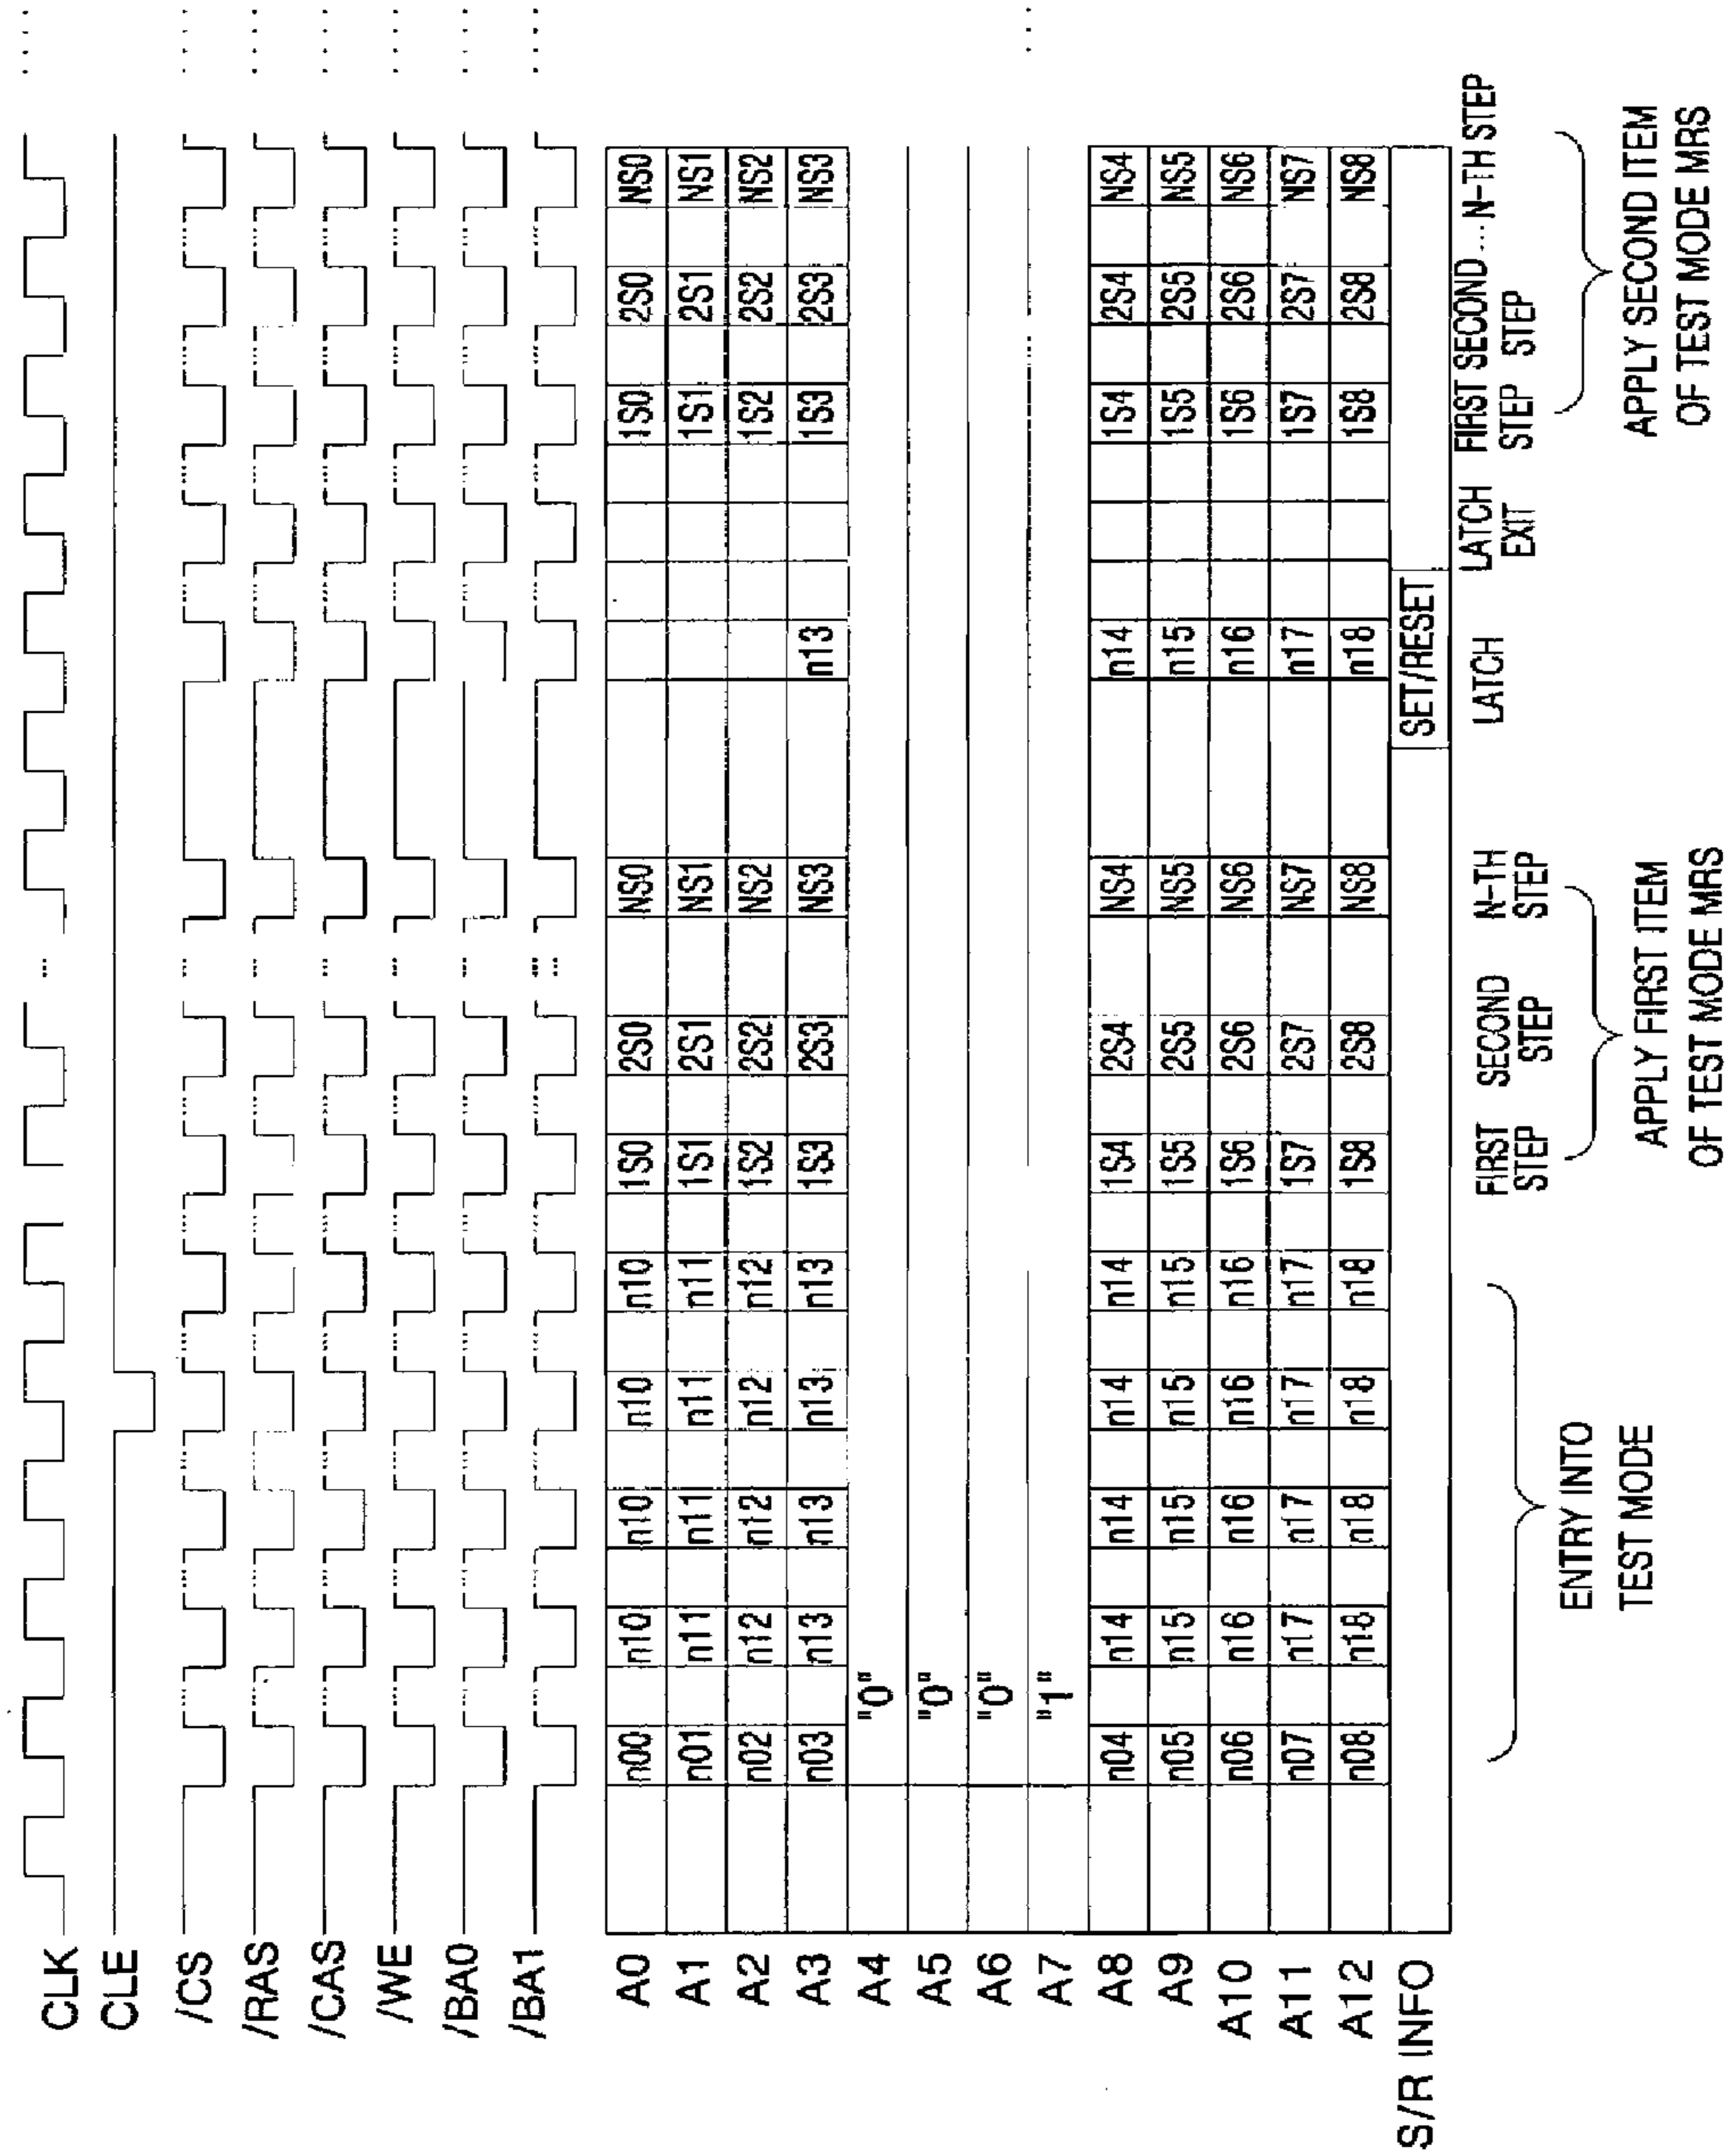 CLK
CLE
/CS
/RAS
/CAS
/WE
/BA0
/BA1
A0 n00 n10 n10 n10 n10 1S0 2S0 NS0 1S0 2S0 NS0
A1 n01 n11 n11 n11 n11 1S1 2S1 NS1 1S1 2S1 NS1
A2 n02 n12 n12 n12 n12 1S2 2S2 NS2 1S2 2S2 NS2
A3 n03 n13 n13 n13 n13 1S3 2S3 NS3 n13 1S3 2S3 NS3
A4 "0"
A5 "0"
A6 "0"
A7 "1"
A8 n04 n14 n14 n14 n14 1S4 2S4 NS4 n14 1S4 2S4 NS4
A9 n05 n15 n15 n15 n15 1S5 2S5 NS5 n15 1S5 2S5 NS5
A10 n06 n16 n16 n16 n16 1S6 2S6 NS6 n16 1S6 2S6 NS6
A11 n07 n17 n17 n17 n17 1S7 2S7 NS7 n17 1S7 2S7 NS7
A12 n08 n18 n18 n18 n18 1S8 2S8 NS8 n18 1S8 2S8 NS8
S/R INFO SET/RESET
ENTRY INTO
TEST MODE
FIRST
STEP
SECOND
STEP
N-TH
STEP
APPLY FIRST ITEM
OF TEST MODE MRS
LATCH
LATCH
EXIT
FIRST
STEP
SECOND
STEP
...N-TH STEP
APPLY SECOND ITEM
OF TEST MODE MRS